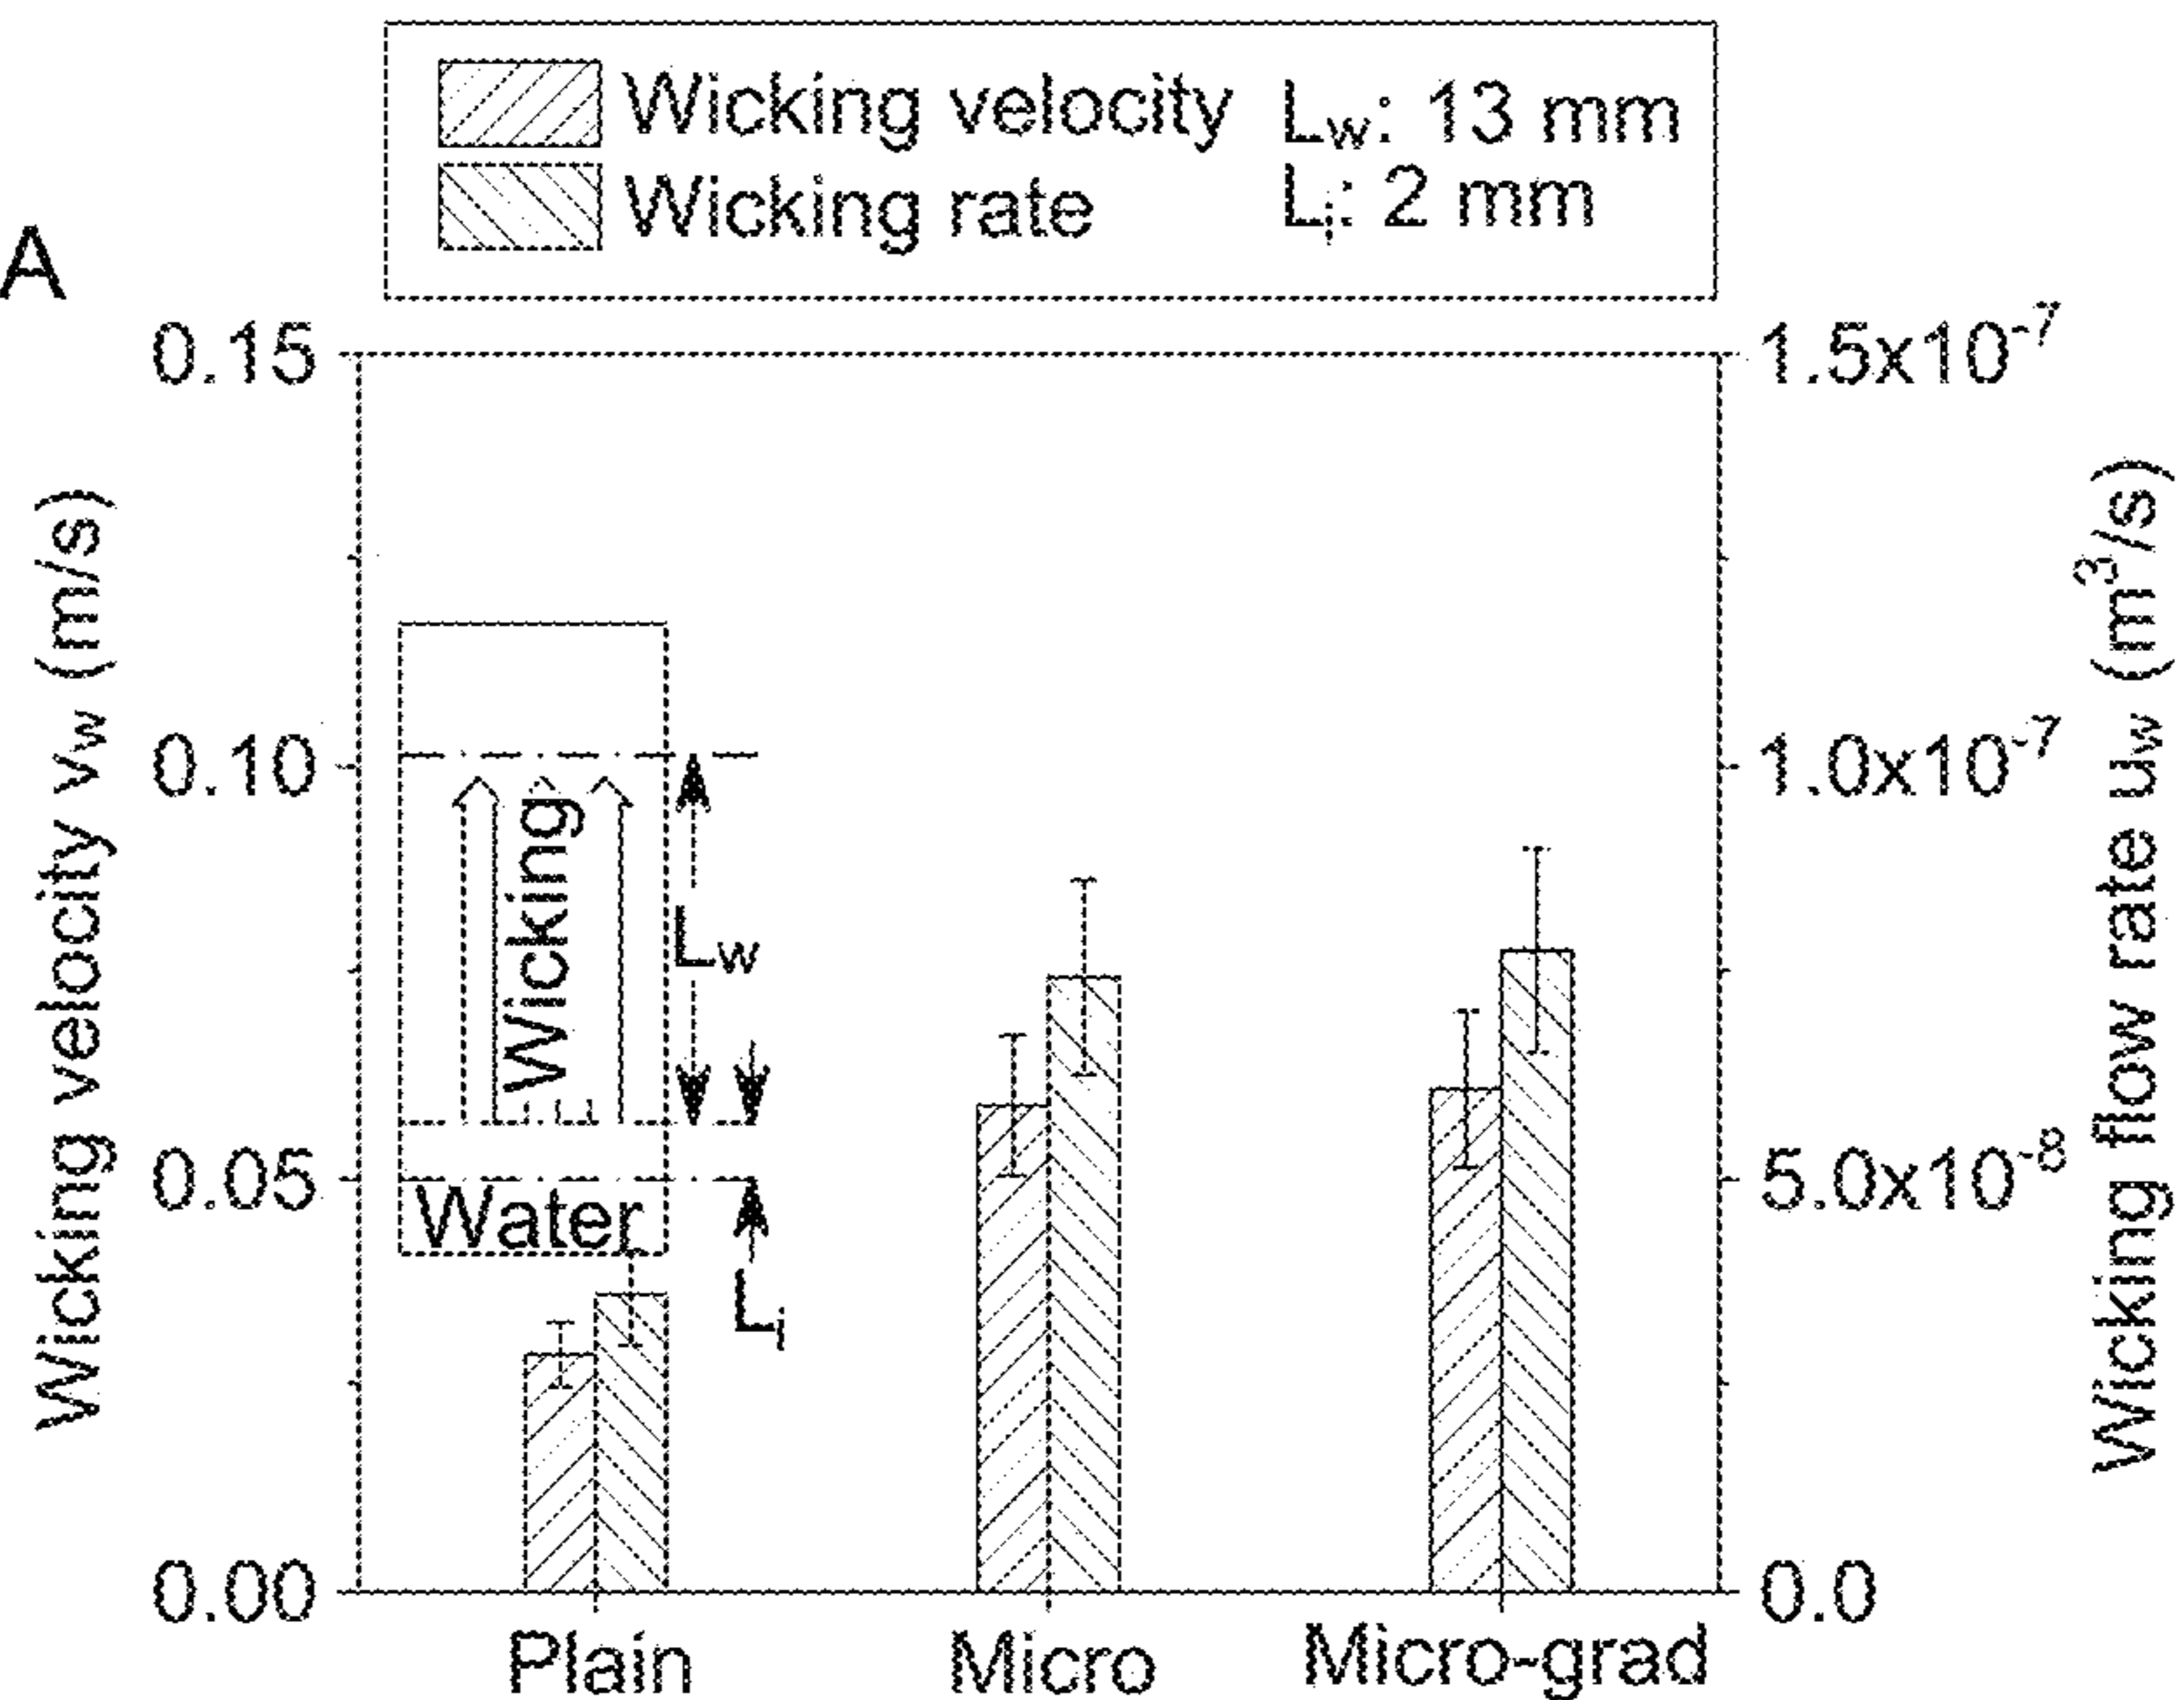 Wicking velocity Lw: 13 mm
Wicking rate Li: 2 mm
A
0.15
0.10
0.05
0.00
Wicking velocity vw (m/s)
1.5x10-7
1.0x10-7
5.0x10-8
0.0
Wicking flow rate uw (m3/s)
Wicking
Lw
Water
Li
Plain
Micro
Micro-grad